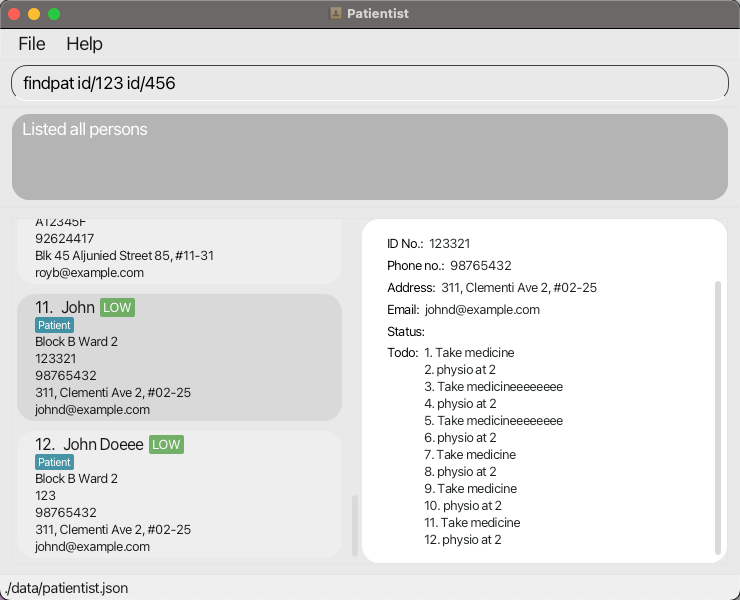 Patientist
File Help
findpat id/123 id/456
Listed all persons
A12345F
92624417
Blk 45 Aljunied Street 85, #11-31
royb@example.com
11. John LOW
Patient
Block B Ward 2
123321
98765432
311, Clementi Ave 2, #02-25
johnd@example.com
12. John Doeee LOW
Patient
Block B Ward 2
123
98765432
311, Clementi Ave 2, #02-25
johnd@example.com
ID No.: 123321
Phone no.: 98765432
Address: 311, Clementi Ave 2, #02-25
Email: johnd@example.com
Status:
Todo: 1. Take medicine
2. physio at 2
3. Take medicineeeeeeee
4. physio at 2
5. Take medicineeeeeeee
6. physio at 2
7. Take medicine
8. physio at 2
9. Take medicine
10. physio at 2
11. Take medicine
12. physio at 2
./data/patientist.json